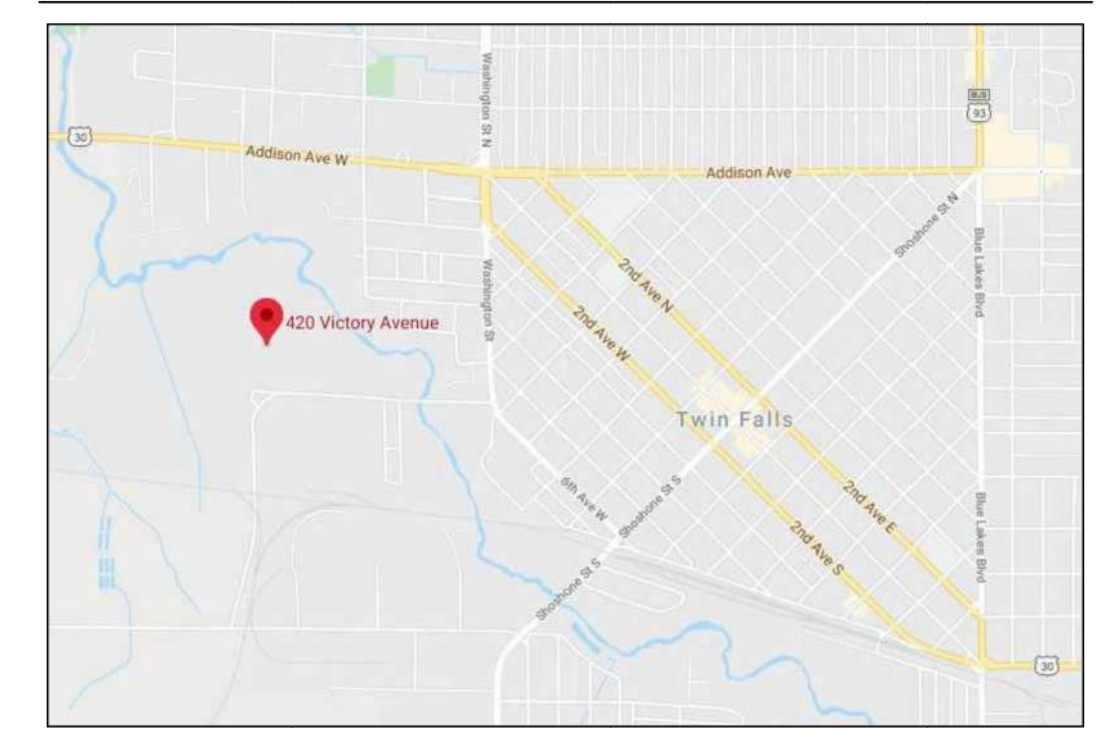 Washington St N
BUS
93
30
Addison Ave W
Addison Ave
Shoshone St N
Blue Lakes Blvd
Washington St
2nd Ave N
420 Victory Avenue
2nd Ave W
Twin Falls
6th Ave W
Shoshone St S
2nd Ave E
Blue Lakes Blvd
2nd Ave S
Shoshone St S
30